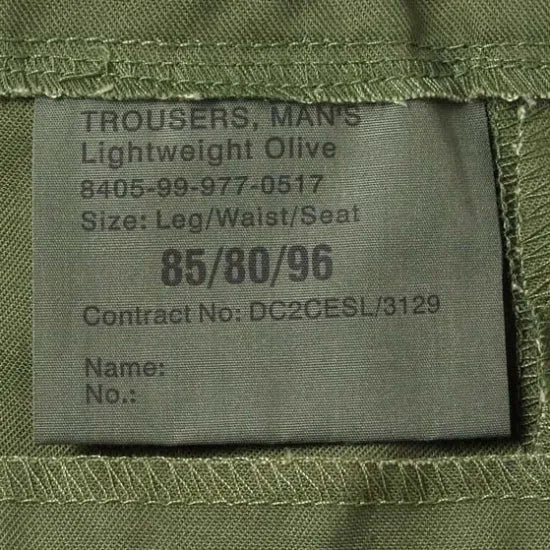 TROUSERS, MAN'S
Lightweight Olive
8405-99-977-0517
Size: Leg/Waist/Seat
85/80/96
Contract No: DC2CESL/3129
Name:
No.: